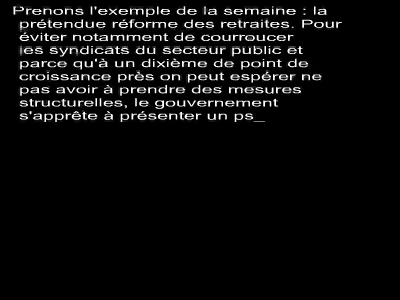 Prenons l'exemple de la semaine : la
prétendue réforme des retraites. Pour
éviter notamment de courroucer
les syndicats du secteur public et
parce qu'à un dixième de point de
croissance près on peut espérer ne
pas avoir à prendre des mesures
structurelles, le gouvernement
s'apprête à présenter un ps_